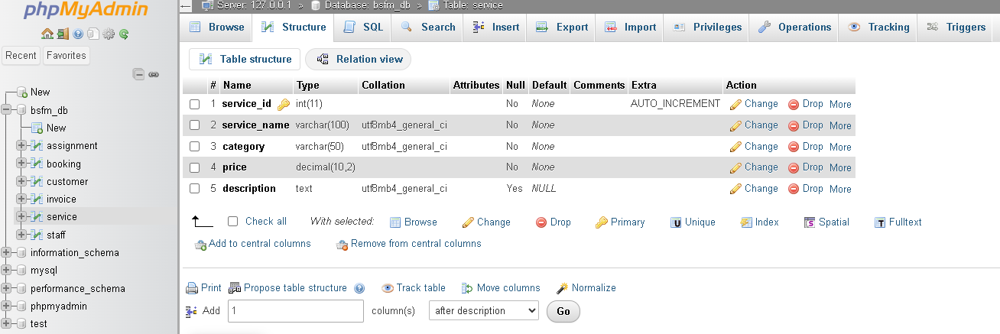 phpMyAdmin
Recent Favorites
New
bsfm_db
New
assignment
booking
customer
invoice
service
staff
information_schema
mysql
performance_schema
phpmyadmin
test
Server: 127.0.0.1 » Database: bsfm_db » Table: service
Browse Structure SQL Search Insert Export Import Privileges Operations Tracking Triggers
Table structure Relation view
# Name Type Collation Attributes Null Default Comments Extra Action
1 service_id int(11) No None AUTO_INCREMENT Change Drop More
2 service_name varchar(100) utf8mb4_general_ci No None Change Drop More
3 category varchar(50) utf8mb4_general_ci No None Change Drop More
4 price decimal(10,2) No None Change Drop More
5 description text utf8mb4_general_ci Yes NULL Change Drop More
Check all With selected: Browse Change Drop Primary Unique Index Spatial Fulltext
Add to central columns Remove from central columns
Print Propose table structure Track table Move columns Normalize
Add 1 column(s) after description Go